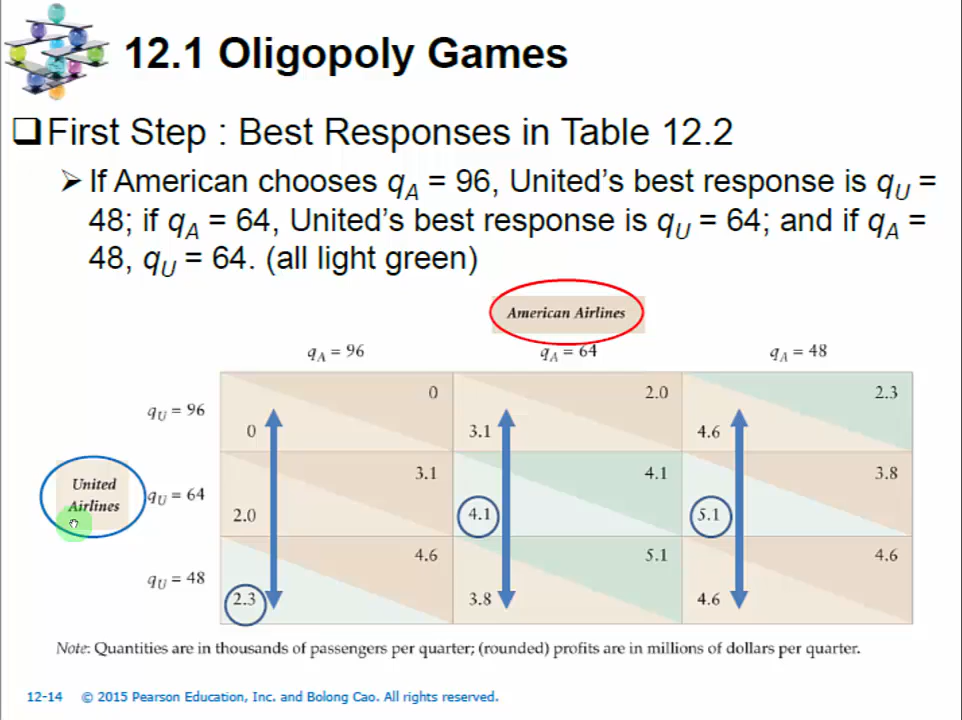 12.1 Oligopoly Games
First Step : Best Responses in Table 12.2
If American chooses qA = 96, United's best response is qU =
48; if qA = 64, United's best response is qU = 64; and if qA =
48, qU = 64. (all light green)
American Airlines
qA = 96 qA = 64 qA = 48
qU = 96
0 2.0 2.3
0 3.1 4.6
United
Airlines
qU = 64
3.1 4.1 3.8
2.0 4.1 5.1
qU = 48
4.6 5.1 4.6
2.3 3.8 4.6
Note: Quantities are in thousands of passengers per quarter; (rounded) profits are in millions of dollars per quarter.
12-14 © 2015 Pearson Education, Inc. and Bolong Cao. All rights reserved.